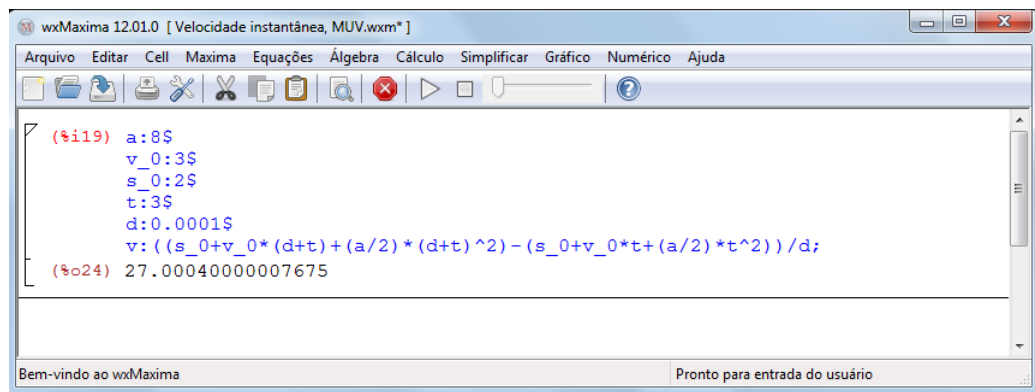 wxMaxima 12.01.0 [ Velocidade instantânea, MUV.wxm* ]
Arquivo Editar Cell Maxima Equações Álgebra Cálculo Simplificar Gráfico Numérico Ajuda
(%i19) a:8$
v_0:3$
s_0:2$
t:3$
d:0.0001$
v:((s_0+v_0*(d+t)+(a/2)*(d+t)^2)-(s_0+v_0*t+(a/2)*t^2))/d;
(%o24) 27.00040000007675
Bem-vindo ao wxMaxima Pronto para entrada do usuário